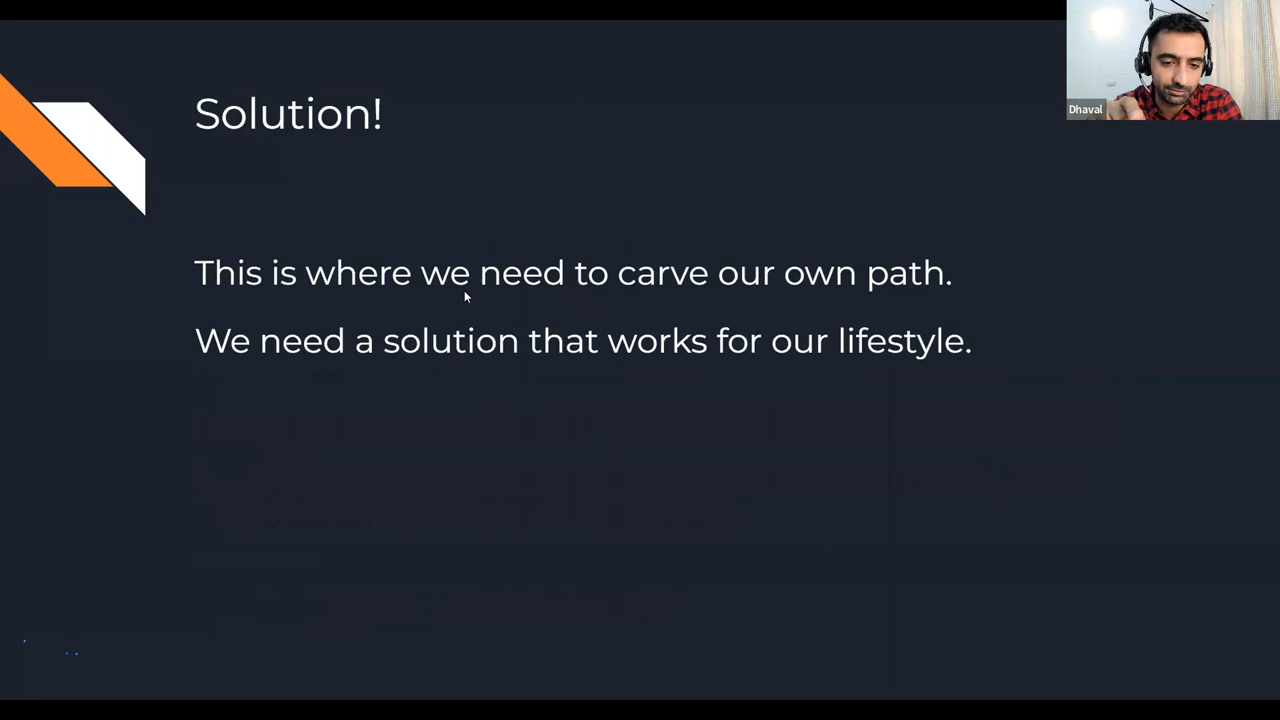 Solution!
Dhaval
This is where we need to carve our own path.
We need a solution that works for our lifestyle.